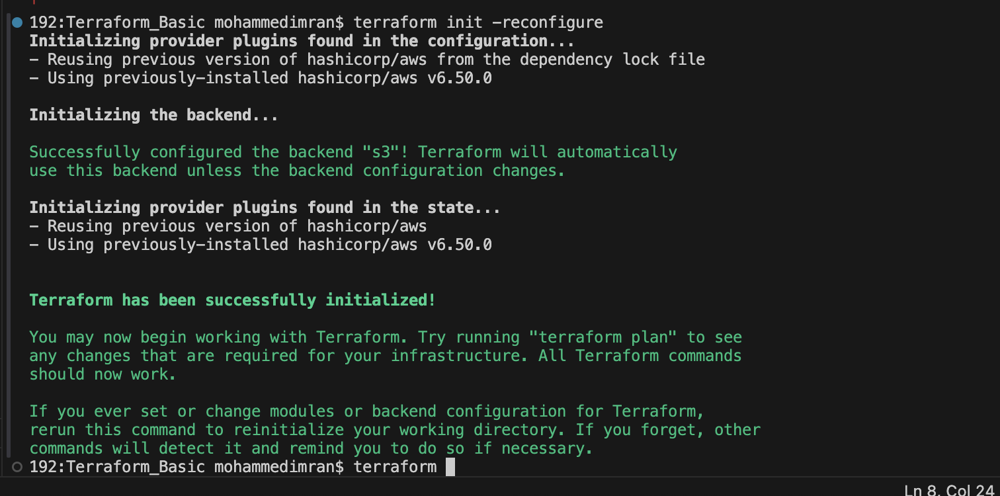 192:Terraform_Basic mohammedimran$ terraform init -reconfigure
Initializing provider plugins found in the configuration...
- Reusing previous version of hashicorp/aws from the dependency lock file
- Using previously-installed hashicorp/aws v6.50.0
Initializing the backend...
Successfully configured the backend "s3"! Terraform will automatically
use this backend unless the backend configuration changes.
Initializing provider plugins found in the state...
- Reusing previous version of hashicorp/aws
- Using previously-installed hashicorp/aws v6.50.0
Terraform has been successfully initialized!
You may now begin working with Terraform. Try running "terraform plan" to see
any changes that are required for your infrastructure. All Terraform commands
should now work.
If you ever set or change modules or backend configuration for Terraform,
rerun this command to reinitialize your working directory. If you forget, other
commands will detect it and remind you to do so if necessary.
192:Terraform_Basic mohammedimran$ terraform
Ln 8, Col 24